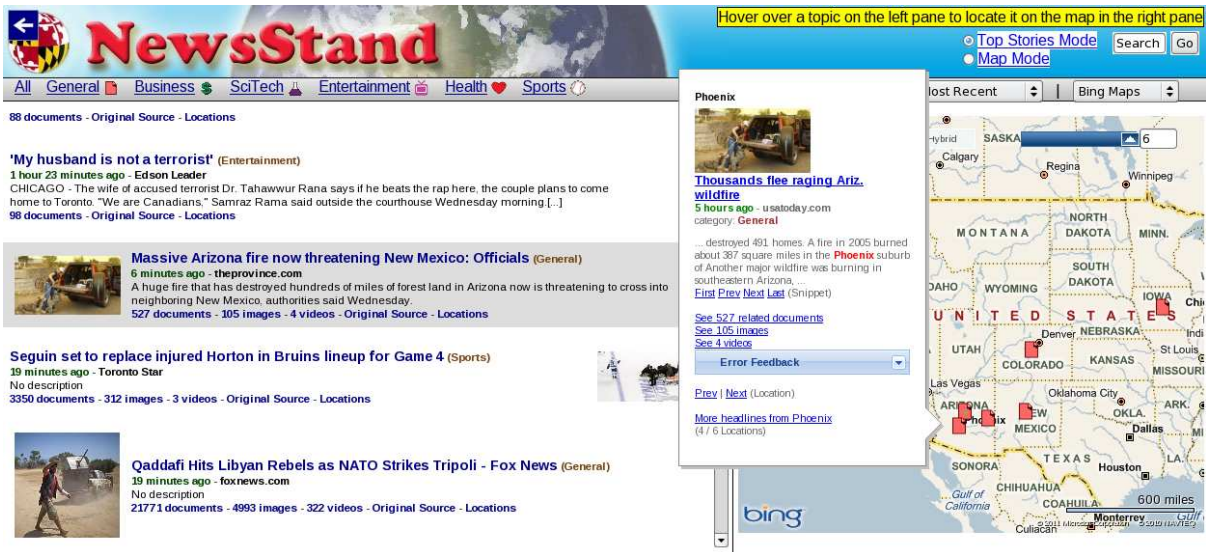 Hover over a topic on the left pane to locate it on the map in the right pane
NewsStand
Top Stories Mode
Map Mode
Search Go
All General Business SciTech Entertainment Health Sports
ost Recent | Bing Maps
88 documents - Original Source - Locations
'My husband is not a terrorist' (Entertainment)
1 hour 23 minutes ago - Edson Leader
CHICAGO - The wife of accused terrorist Dr. Tahawwur Rana says if he beats the rap here, the couple plans to come
home to Toronto. "We are Canadians," Samraz Rama said outside the courthouse Wednesday morning.[...]
98 documents - Original Source - Locations
Massive Arizona fire now threatening New Mexico: Officials (General)
6 minutes ago - theprovince.com
A huge fire that has destroyed hundreds of miles of forest land in Arizona now is threatening to cross into
neighboring New Mexico, authorities said Wednesday.
527 documents - 105 images - 4 videos - Original Source - Locations
Seguin set to replace injured Horton in Bruins lineup for Game 4 (Sports)
19 minutes ago - Toronto Star
No description
3350 documents - 312 images - 3 videos - Original Source - Locations
Qaddafi Hits Libyan Rebels as NATO Strikes Tripoli - Fox News (General)
19 minutes ago - foxnews.com
No description
21771 documents - 4993 images - 322 videos - Original Source - Locations
Phoenix
Thousands flee raging Ariz.
wildfire
5 hours ago - usatoday.com
category: General
... destroyed 491 homes. A fire in 2005 burned
about 387 square miles in the Phoenix suburb
of Another major wildfire was burning in
southeastern Arizona, ...
First Prev Next Last (Snippet)
See 527 related documents
See 105 images
See 4 videos
Error Feedback
Prev | Next (Location)
More headlines from Phoenix
(4 / 6 Locations)
Hybrid SASKA 6
Calgary
Regina
Winnipeg
NORTH
DAKOTA
MONTANA
MINN.
SOUTH
DAKOTA
DAHO
WYOMING
IOWA
Chi
UNITED STATES
NEBRASKA
Indi
Denver
UTAH
COLORADO
KANSAS
St Louis
MISSOURI
Las Vegas
Oklahoma City
ARIZONA
OKLA.
ARK.
Phoenix
NEW
MEXICO
Dallas
MI
TEXAS
LA.
SONORA
Houston
CHIHUAHUA
Gulf of
California
COAHUILA
600 miles
Monterrey
Gulf
Culiacan
© 2011 Microsoft Corporation © 2010 NAVTEQ
bing